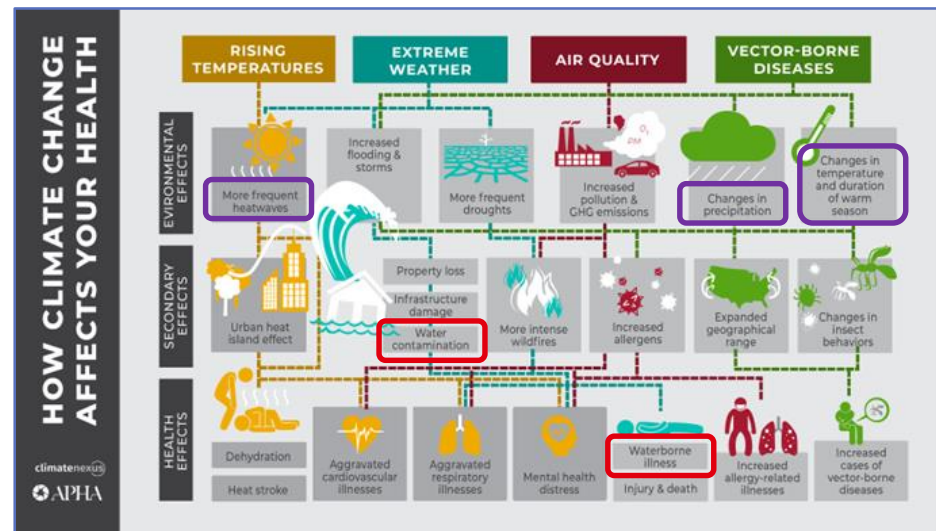 HOW CLIMATE CHANGE
AFFECTS YOUR HEALTH
climatenexus
APHA
RISING
TEMPERATURES
EXTREME
WEATHER
AIR QUALITY
VECTOR-BORNE
DISEASES
EVIRONMENTAL
EFFECTS
More frequent
heatwaves
Increased
flooding &
storms
More frequent
droughts
O₃
PM
Increased
pollution &
GHG emissions
Changes in
precipitation
Changes in
temperature
and duration
of warm
season
SECONDARY
EFFECTS
Urban heat
island effect
Property loss
Infrastructure
damage
Water
contamination
More intense
wildfires
Increased
allergens
Expanded
geographical
range
Changes in
insect
behaviors
HEALTH
EFFECTS
Dehydration
Heat stroke
Aggravated
cardiovascular
illnesses
Aggravated
respiratory
illnesses
Mental health
distress
Waterborne
illness
Injury & death
Increased
allergy-related
illnesses
Increased
cases of
vector-borne
diseases